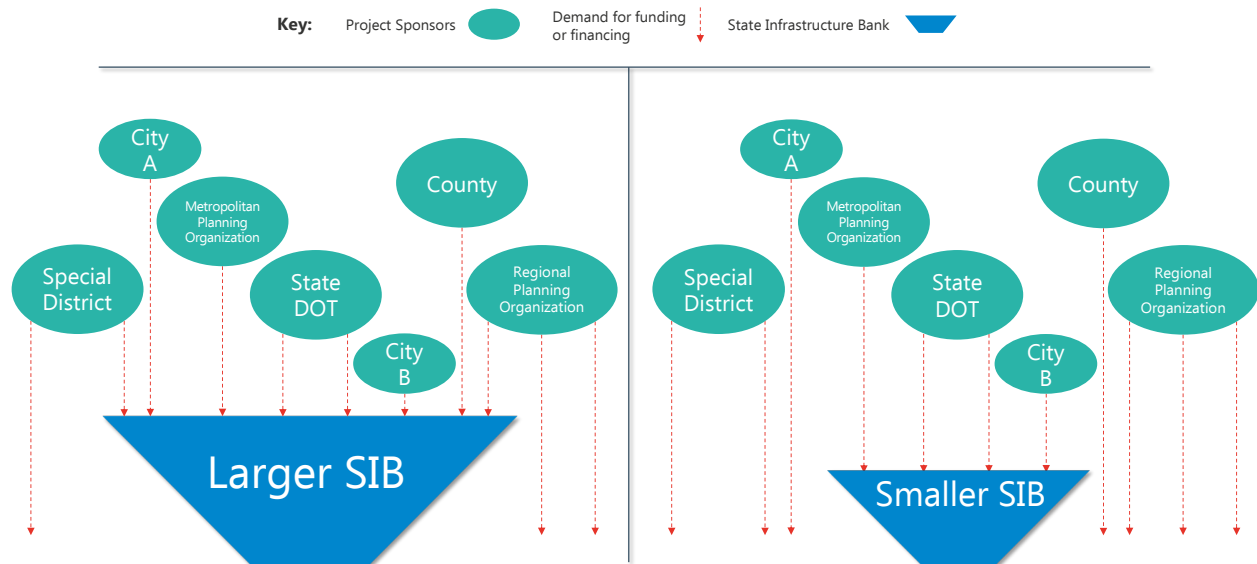 Key:
Project Sponsors
Demand for funding
or financing
State Infrastructure Bank
City
A
County
Metropolitan
Planning
Organization
Special
District
State
DOT
Regional
Planning
Organization
City
B
Larger SIB
City
A
County
Metropolitan
Planning
Organization
Special
District
State
DOT
Regional
Planning
Organization
City
B
Smaller SIB